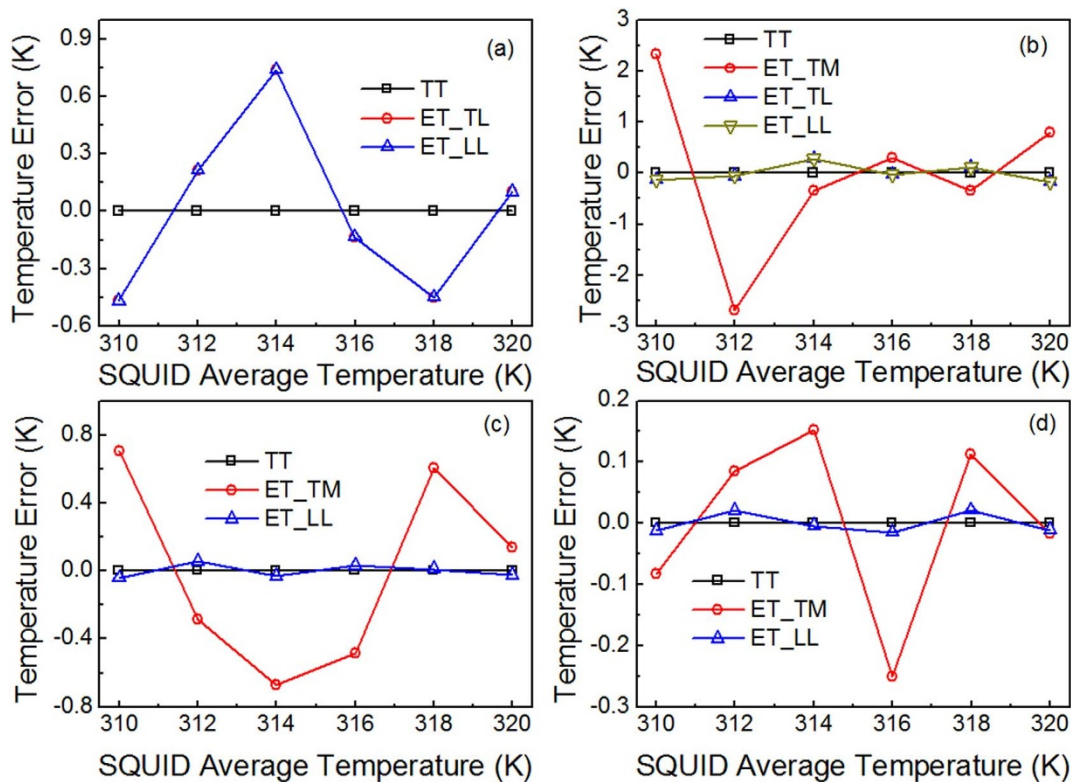 (a)
Temperature Error (K)
0.9
0.6
0.3
0.0
-0.3
-0.6
TT
ET_TL
ET_LL
310 312 314 316 318 320
SQUID Average Temperature (K)
(b)
Temperature Error (K)
3
2
1
0
-1
-2
-3
TT
ET_TM
ET_TL
ET_LL
310 312 314 316 318 320
SQUID Average Temperature (K)
(c)
Temperature Error (K)
0.8
0.4
0.0
-0.4
-0.8
TT
ET_TM
ET_LL
310 312 314 316 318 320
SQUID Average Temperature (K)
(d)
Temperature Error (K)
0.2
0.1
0.0
-0.1
-0.2
-0.3
TT
ET_TM
ET_LL
310 312 314 316 318 320
SQUID Average Temperature (K)